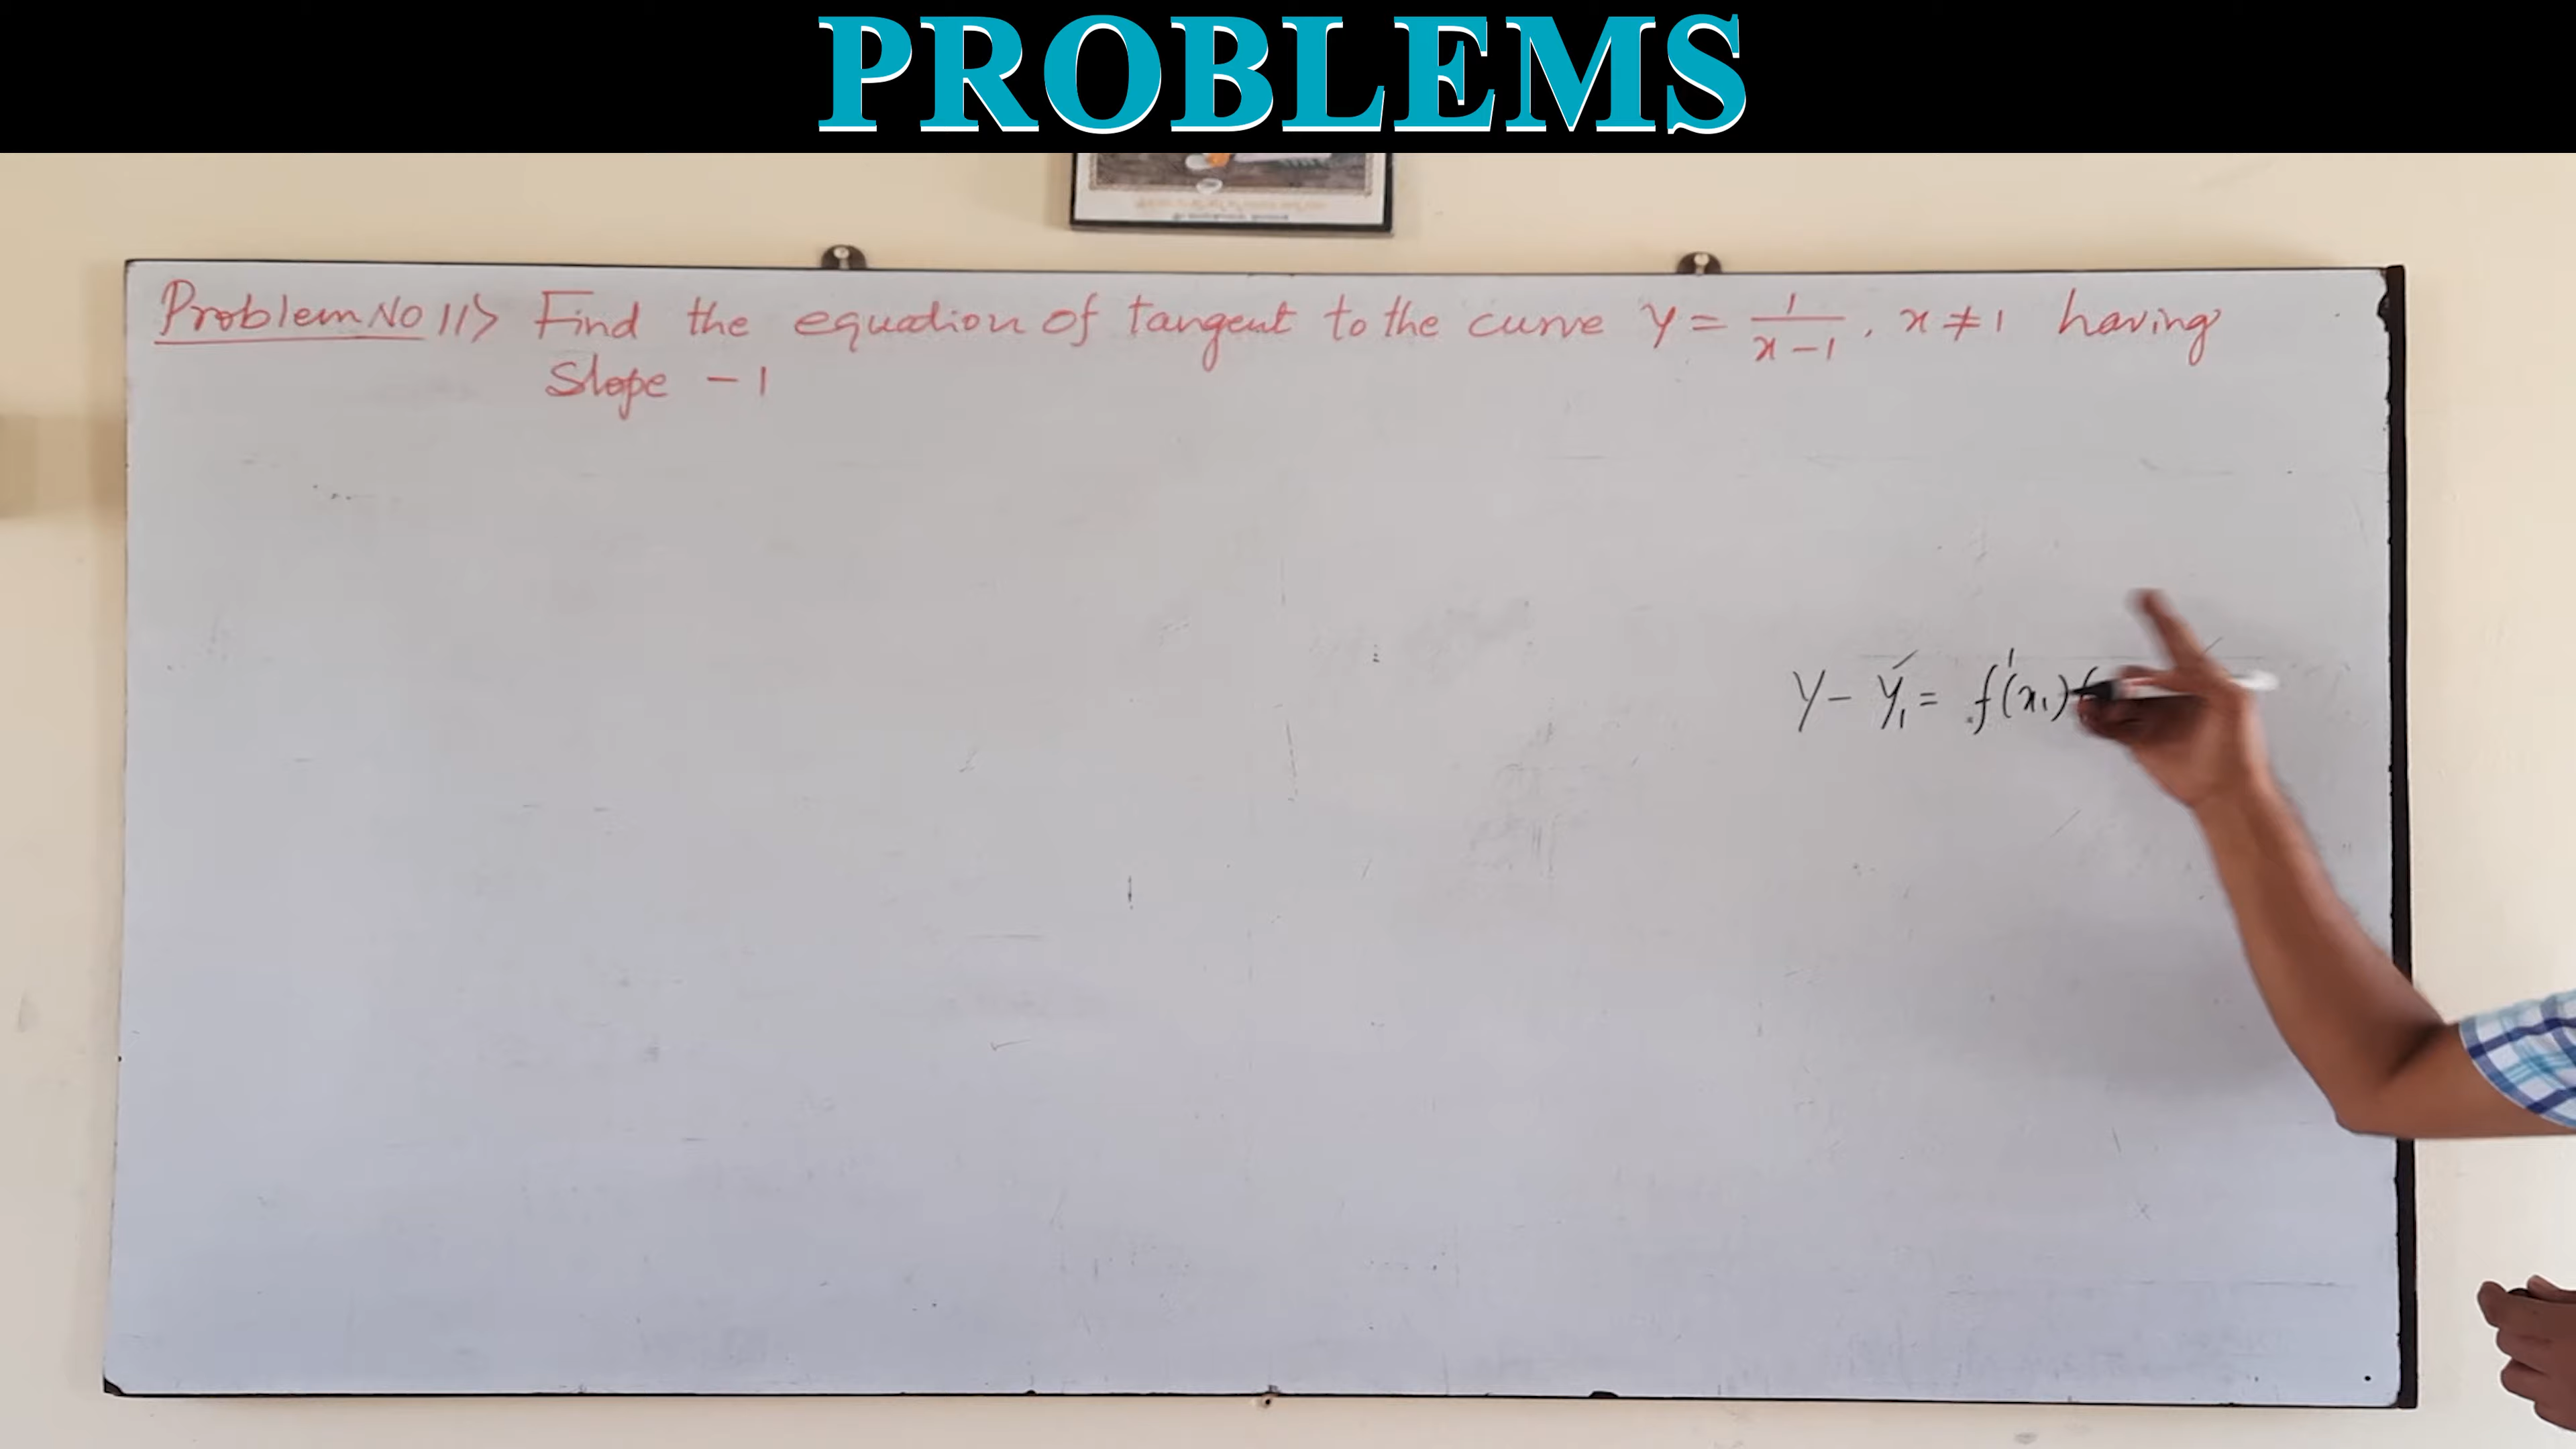 PROBLEMS
Problem No 11> Find the equation of tangent to the curve y = 1/(x-1), x ≠ 1 having
Slope -1
y - y₁ = f'(x₁)(